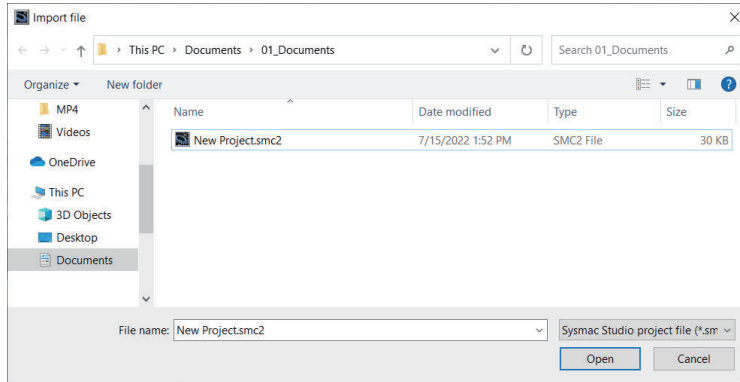 Import file
This PC > Documents > 01_Documents
Search 01_Documents
Organize
New folder
Name
Date modified
Type
Size
New Project.smc2
7/15/2022 1:52 PM
SMC2 File
30 KB
MP4
Videos
OneDrive
This PC
3D Objects
Desktop
Documents
File name: New Project.smc2
Sysmac Studio project file (*.sm
Open
Cancel